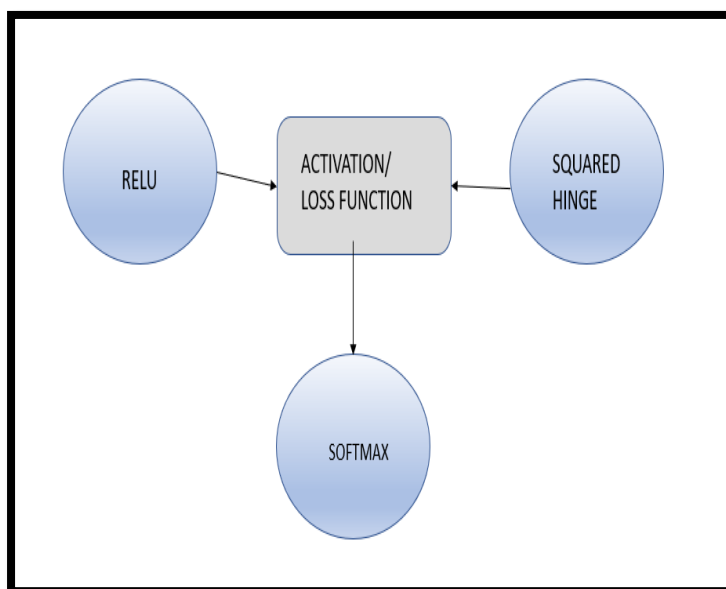 RELU
ACTIVATION/
LOSS FUNCTION
SQUARED
HINGE
SOFTMAX